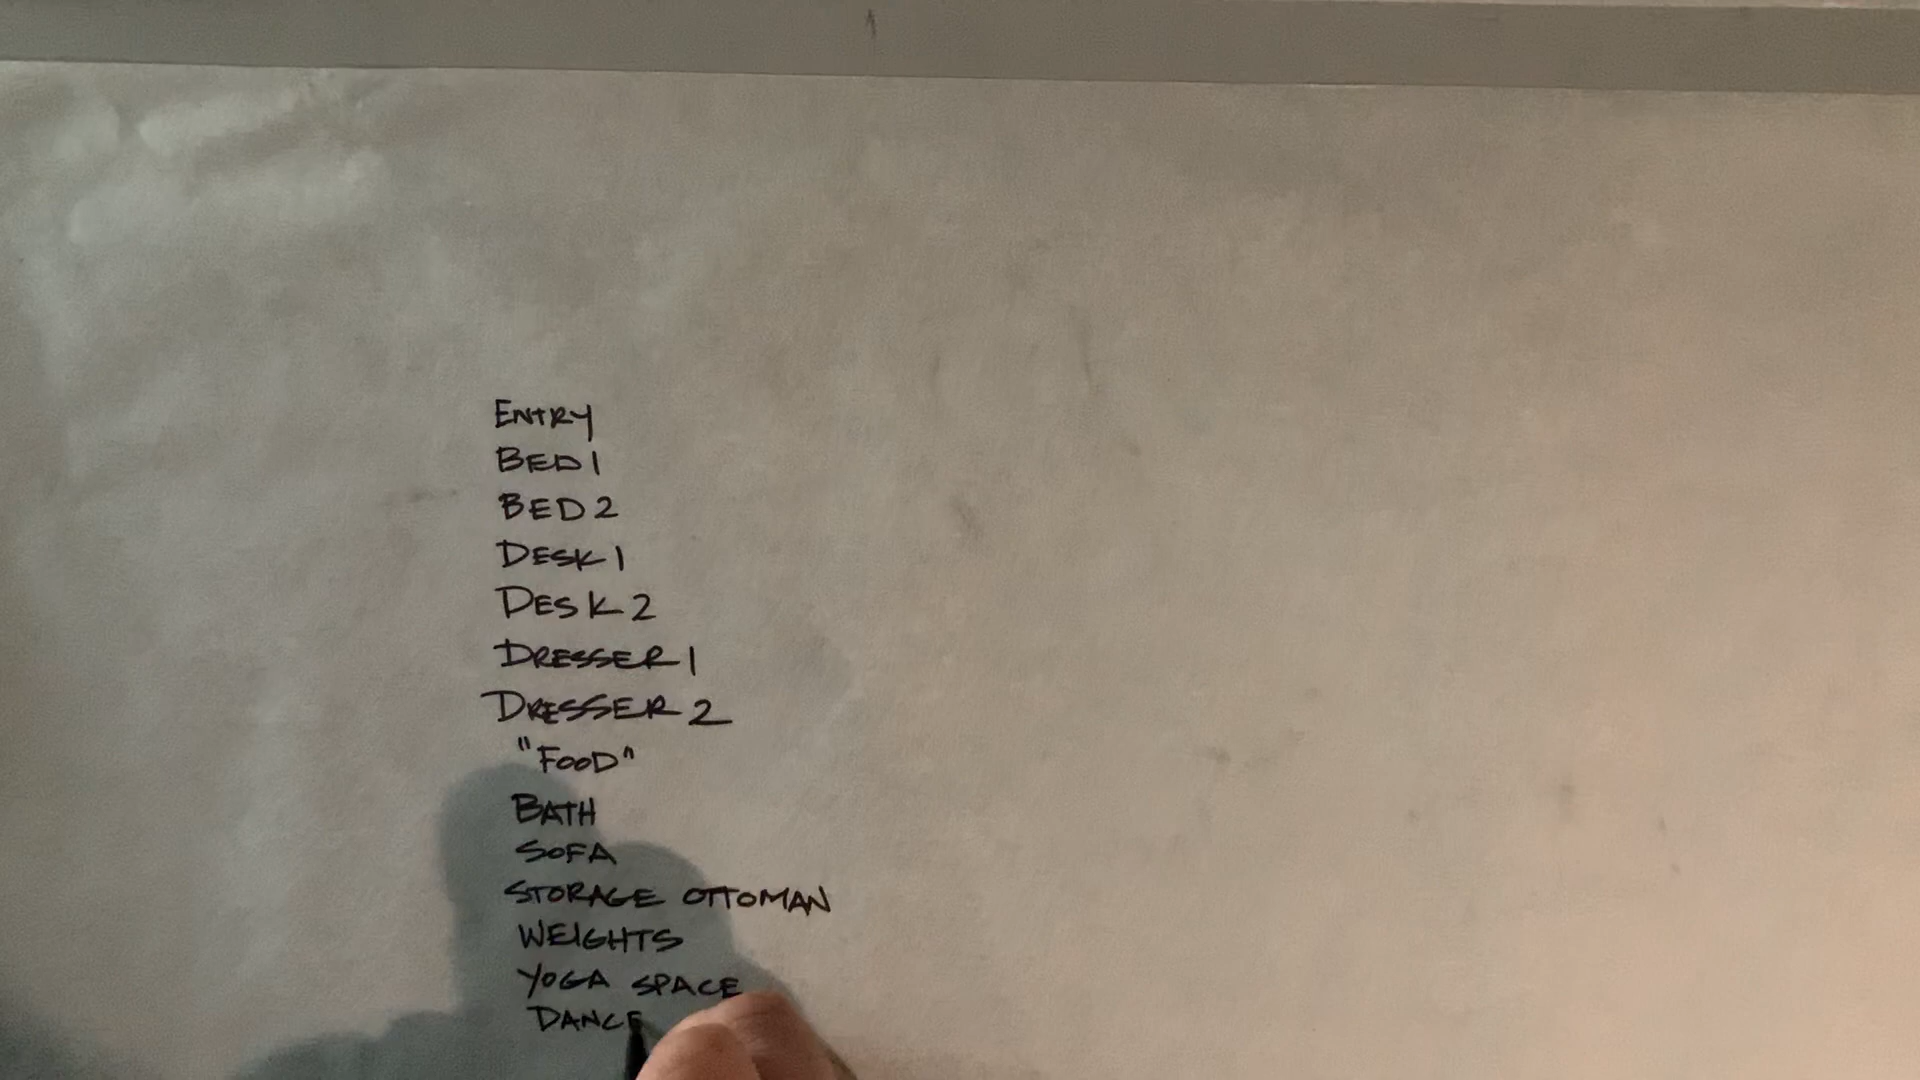 ENTRY
BED 1
BED 2
DESK 1
DESK 2
DRESSER 1
DRESSER 2
"FOOD"
BATH
SOFA
STORAGE OTTOMAN
WEIGHTS
YOGA SPACE
DANCE